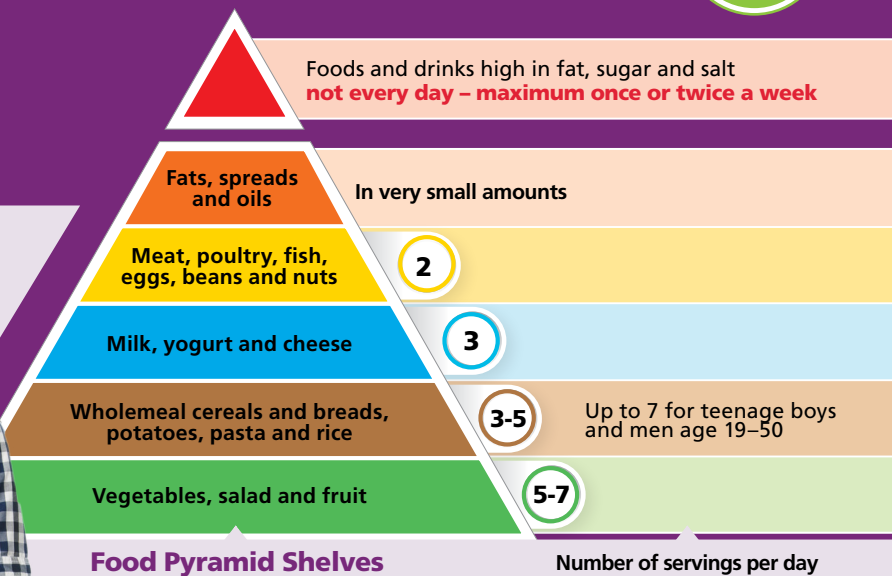 Foods and drinks high in fat, sugar and salt
not every day – maximum once or twice a week
Fats, spreads
and oils
In very small amounts
Meat, poultry, fish,
eggs, beans and nuts
2
Milk, yogurt and cheese
3
Wholemeal cereals and breads,
potatoes, pasta and rice
3-5
Up to 7 for teenage boys
and men age 19–50
Vegetables, salad and fruit
5-7
Food Pyramid Shelves
Number of servings per day